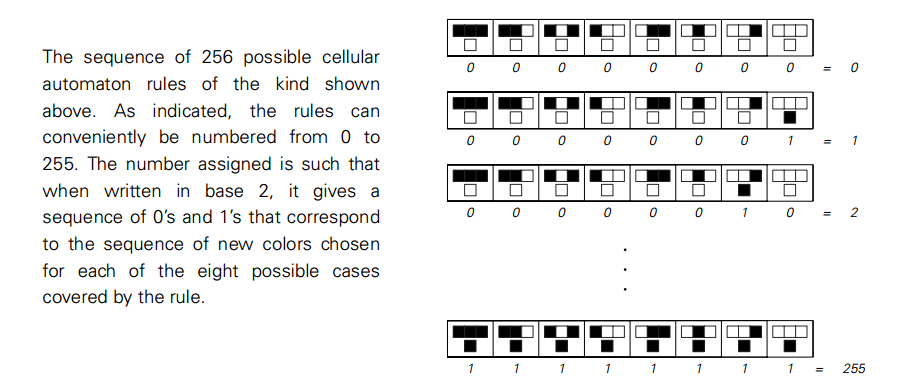 The sequence of 256 possible cellular
automaton rules of the kind shown
above. As indicated, the rules can
conveniently be numbered from 0 to
255. The number assigned is such that
when written in base 2, it gives a
sequence of 0's and 1's that correspond
to the sequence of new colors chosen
for each of the eight possible cases
covered by the rule.
0 0 0 0 0 0 0 0 = 0
0 0 0 0 0 0 0 1 = 1
0 0 0 0 0 0 1 0 = 2
1 1 1 1 1 1 1 1 = 255